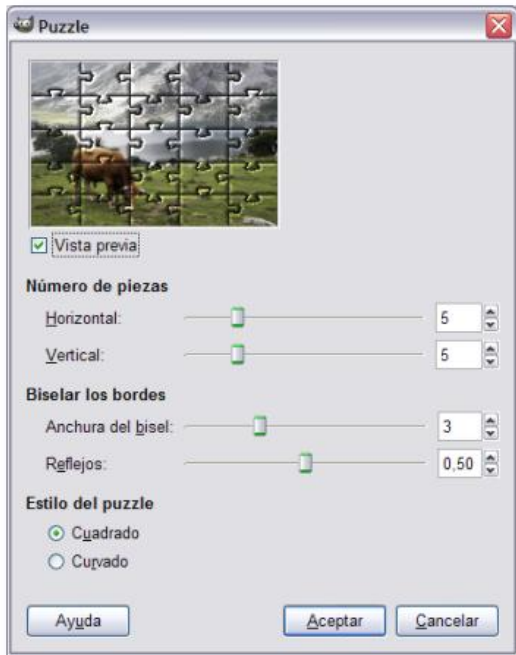 Puzzle
Vista previa
Número de piezas
Horizontal: 5
Vertical: 5
Biselar los bordes
Anchura del bisel: 3
Reflejos: 0,50
Estilo del puzzle
Cuadrado
Curvado
Ayuda Aceptar Cancelar